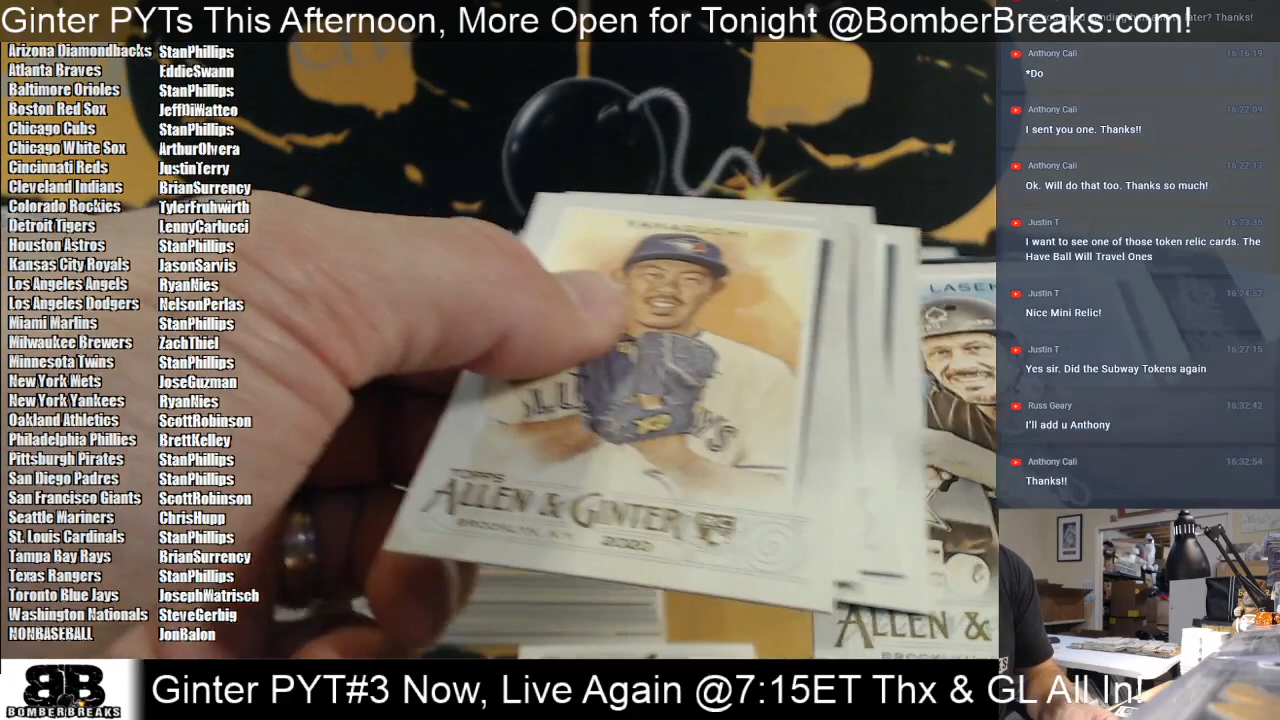 Ginter PYTs This Afternoon, More Open for Tonight @BomberBreaks.com!
Arizona Diamondbacks StanPhillips
Atlanta Braves EddieSwann
Baltimore Orioles StanPhillips
Boston Red Sox JeffDiMatteo
Chicago Cubs StanPhillips
Chicago White Sox ArthurOlvera
Cincinnati Reds JustinTerry
Cleveland Indians BrianSurrency
Colorado Rockies TylerFruhwirth
Detroit Tigers LennyCarlucci
Houston Astros StanPhillips
Kansas City Royals JasonSarvis
Los Angeles Angels RyanNies
Los Angeles Dodgers NelsonPerlas
Miami Marlins StanPhillips
Milwaukee Brewers ZachThiel
Minnesota Twins StanPhillips
New York Mets JoseGuzman
New York Yankees RyanNies
Oakland Athletics ScottRobinson
Philadelphia Phillies BrettKelley
Pittsburgh Pirates StanPhillips
San Diego Padres StanPhillips
San Francisco Giants ScottRobinson
Seattle Mariners ChrisHupp
St. Louis Cardinals StanPhillips
Tampa Bay Rays BrianSurrency
Texas Rangers StanPhillips
Toronto Blue Jays JosephWatrisch
Washington Nationals SteveGerbig
NONBASEBALL JonBalon
YAMAGUCHI
TOPPS
ALLEN & GINTER
BROOKLYN, N.Y.
2020
ALLEN &
later? Thanks!
Anthony Cali 16:16:19
*Do
Anthony Cali 16:22:09
I sent you one. Thanks!!
Anthony Cali 16:22:17
Ok. Will do that too. Thanks so much!
Justin T 16:23:35
I want to see one of those token relic cards. The
Have Ball Will Travel Ones
Justin T 16:24:52
Nice Mini Relic!
Justin T 16:27:15
Yes sir. Did the Subway Tokens again
Russ Geary 16:32:42
I'll add u Anthony
Anthony Cali 16:32:54
Thanks!!
BB
BOMBERBREAKS
Ginter PYT#3 Now, Live Again @7:15ET Thx & GL All In!